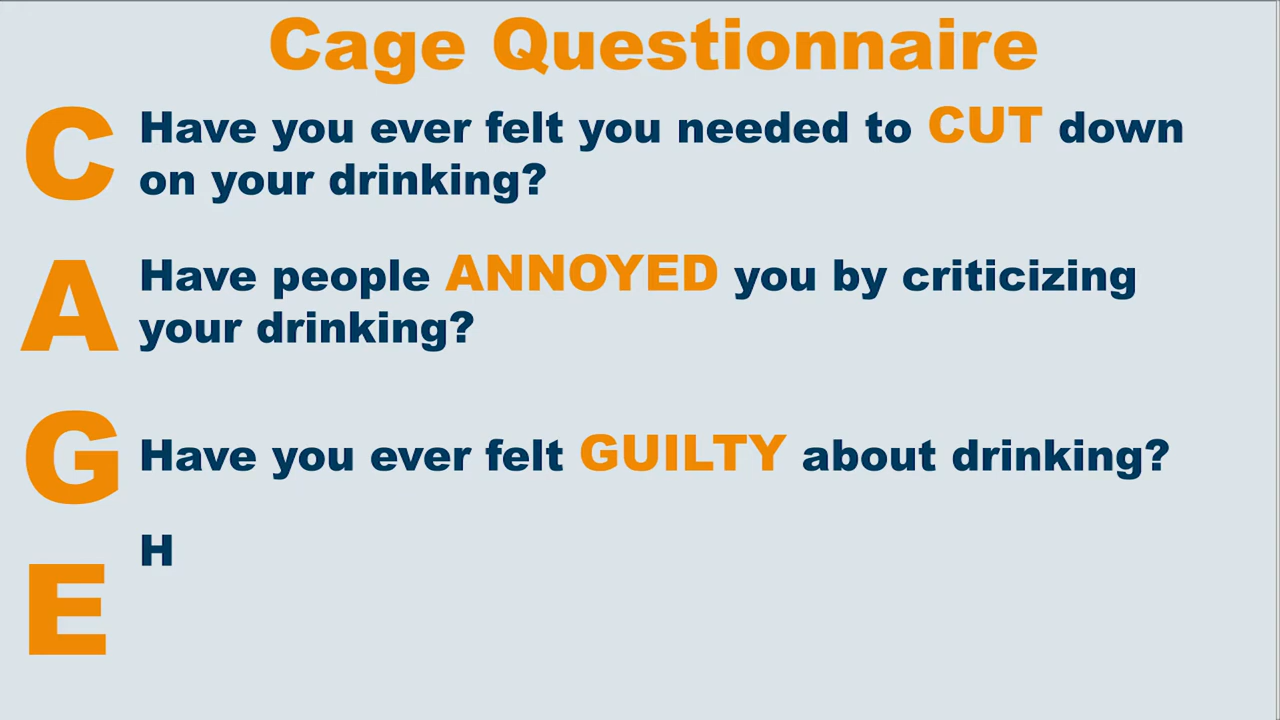 Cage Questionnaire
C Have you ever felt you needed to CUT down
on your drinking?
A Have people ANNOYED you by criticizing
your drinking?
G Have you ever felt GUILTY about drinking?
H
E